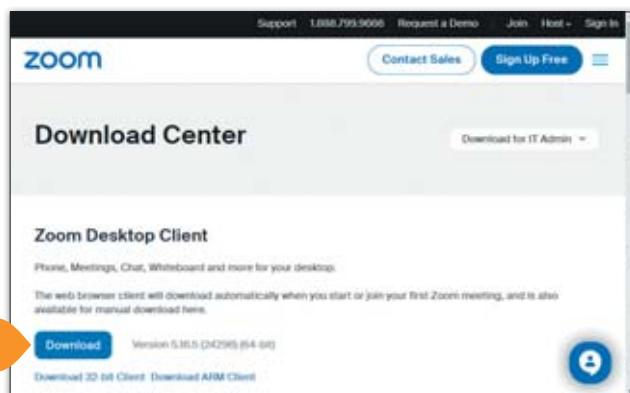 Support 1.888.799.9666 Request a Demo Join Host Sign In
zoom Contact Sales Sign Up Free
Download Center Download for IT Admin
Zoom Desktop Client
Phone, Meetings, Chat, Whiteboard and more for your desktop.
The web browser client will download automatically when you start or join your first Zoom meeting, and is also
available for manual download here.
Download Version 5.16.5 (24296) (64-bit)
Download 32-bit Client Download ARM Client